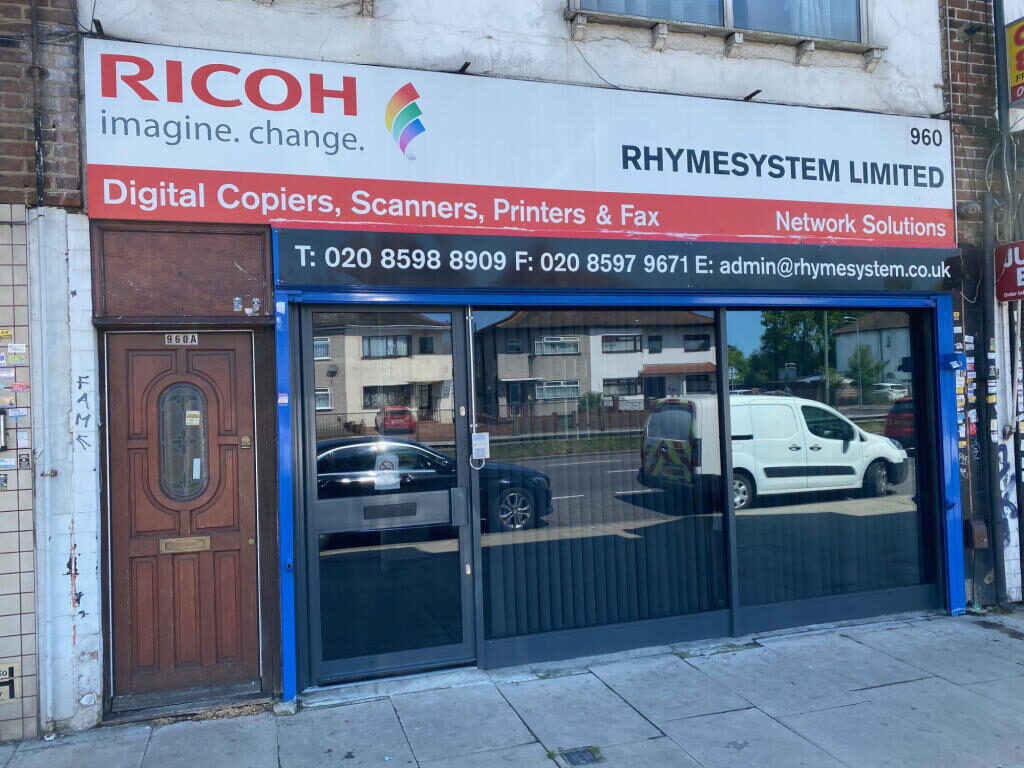 RICOH
imagine. change.
960
RHYMESYSTEM LIMITED
Digital Copiers, Scanners, Printers & Fax
Network Solutions
T: 020 8598 8909 F: 020 8597 9671 E: admin@rhymesystem.co.uk
960A
FAM